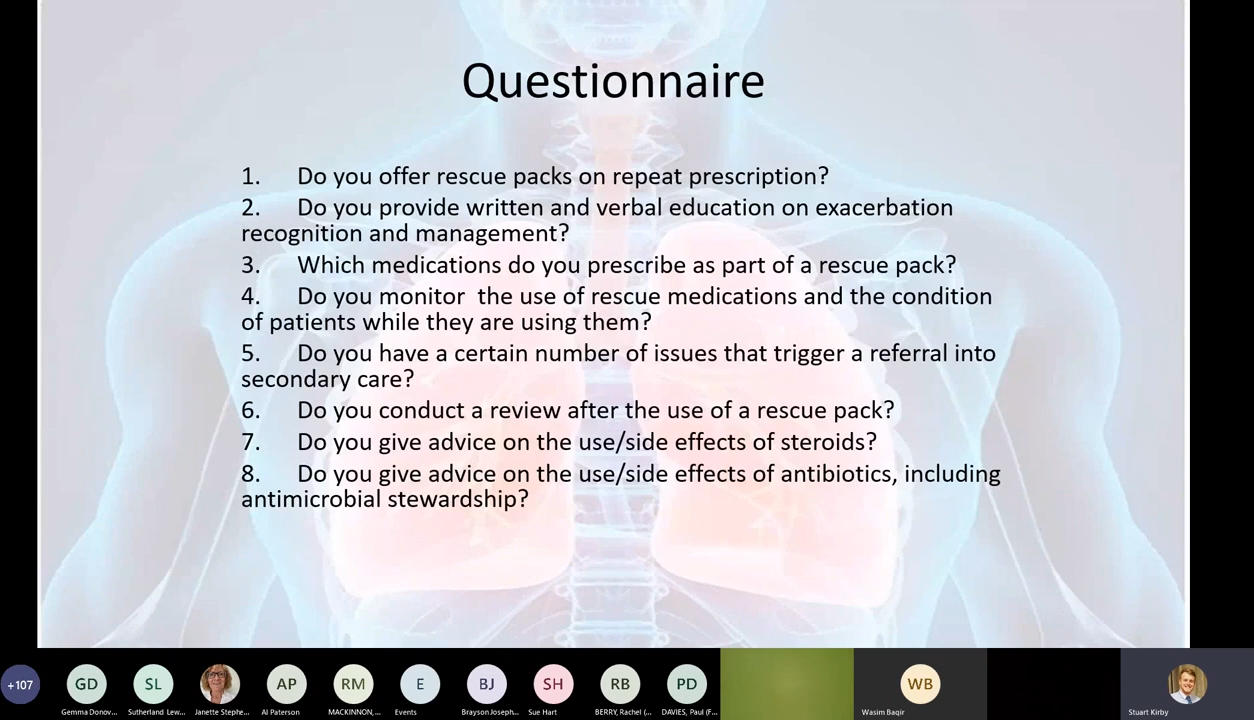 Questionnaire
1. Do you offer rescue packs on repeat prescription?
2. Do you provide written and verbal education on exacerbation
recognition and management?
3. Which medications do you prescribe as part of a rescue pack?
4. Do you monitor  the use of rescue medications and the condition
of patients while they are using them?
5. Do you have a certain number of issues that trigger a referral into
secondary care?
6. Do you conduct a review after the use of a rescue pack?
7. Do you give advice on the use/side effects of steroids?
8. Do you give advice on the use/side effects of antibiotics, including
antimicrobial stewardship?
+107 GD SL AP RM E BJ SH RB PD WB
Gemma Donov... Sutherland Lew... Janette Stephe... Al Paterson MACKINNON,... Events Brayson Joseph... Sue Hart BERRY, Rachel (... DAVIES, Paul (F... Wasim Baqir Stuart Kirby